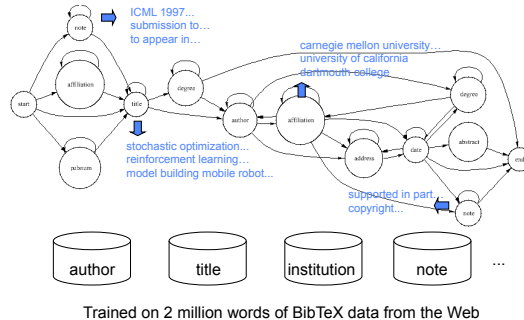 note
ICML 1997...
submission to…
to appear in…
carnegie mellon university…
university of california
dartmouth college
affiliation
degree
degree
start
title
author
affiliation
date
abstract
end
address
pubnum
stochastic optimization...
reinforcement learning…
model building mobile robot...
supported in part…
copyright...
note
author
title
institution
note
...
Trained on 2 million words of BibTeX data from the Web